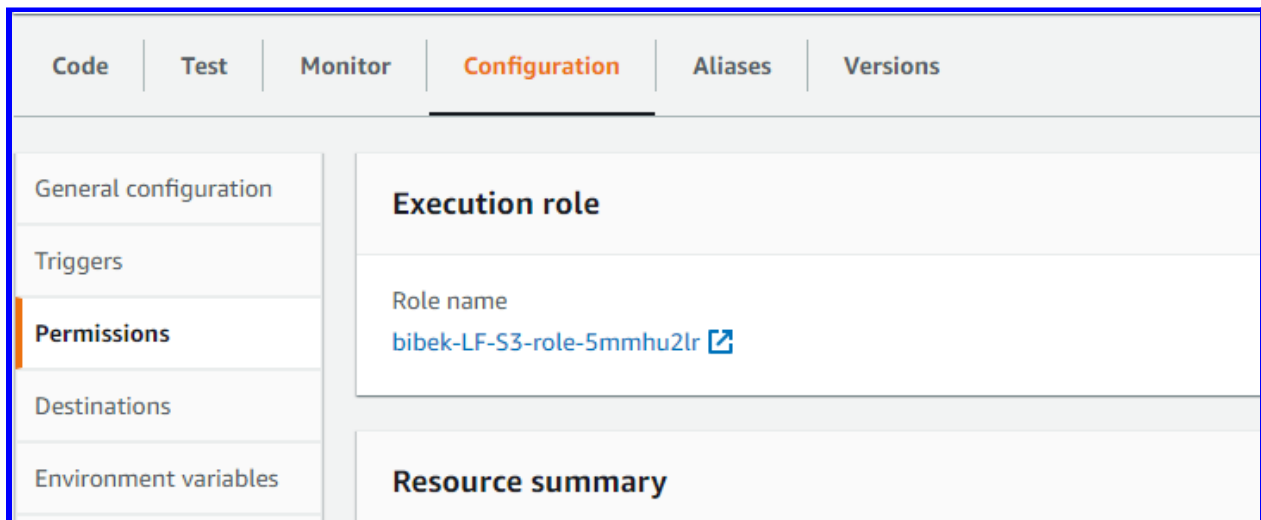 Code Test Monitor Configuration Aliases Versions
General configuration
Triggers
Permissions
Destinations
Environment variables
Execution role
Role name
bibek-LF-S3-role-5mmhu2lr
Resource summary